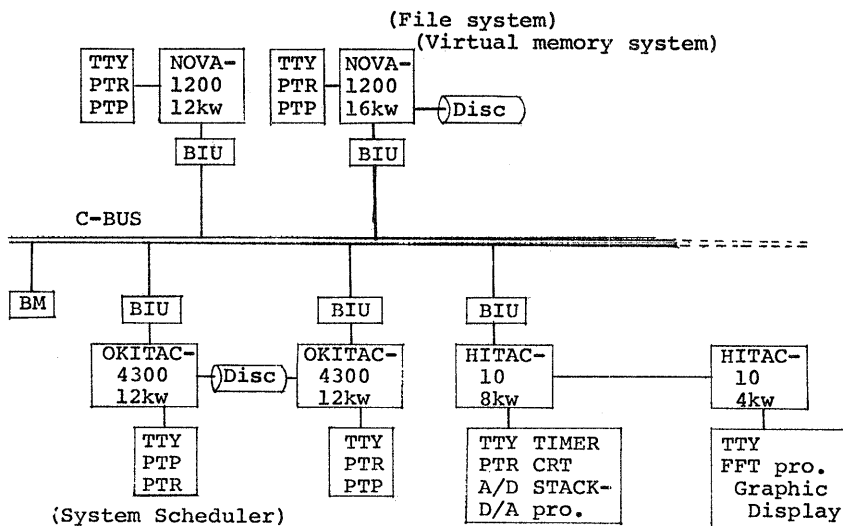 (File system)
(Virtual memory system)
TTY
PTR
PTP
NOVA-
1200
12kw
TTY
PTR
PTP
NOVA-
1200
16kw
Disc
BIU
BIU
C-BUS
BM
BIU
BIU
BIU
OKITAC-
4300
12kw
Disc
OKITAC-
4300
12kw
HITAC-
10
8kw
HITAC-
10
4kw
TTY
PTP
PTR
TTY
PTR
PTP
TTY TIMER
PTR CRT
A/D STACK-
D/A pro.
TTY
FFT pro.
Graphic
Display
(System Scheduler)